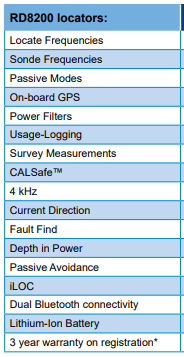 RD8200 locators:
Locate Frequencies
Sonde Frequencies
Passive Modes
On-board GPS
Power Filters
Usage-Logging
Survey Measurements
CALSafe™
4 kHz
Current Direction
Fault Find
Depth in Power
Passive Avoidance
iLOC
Dual Bluetooth connectivity
Lithium-Ion Battery
3 year warranty on registration*